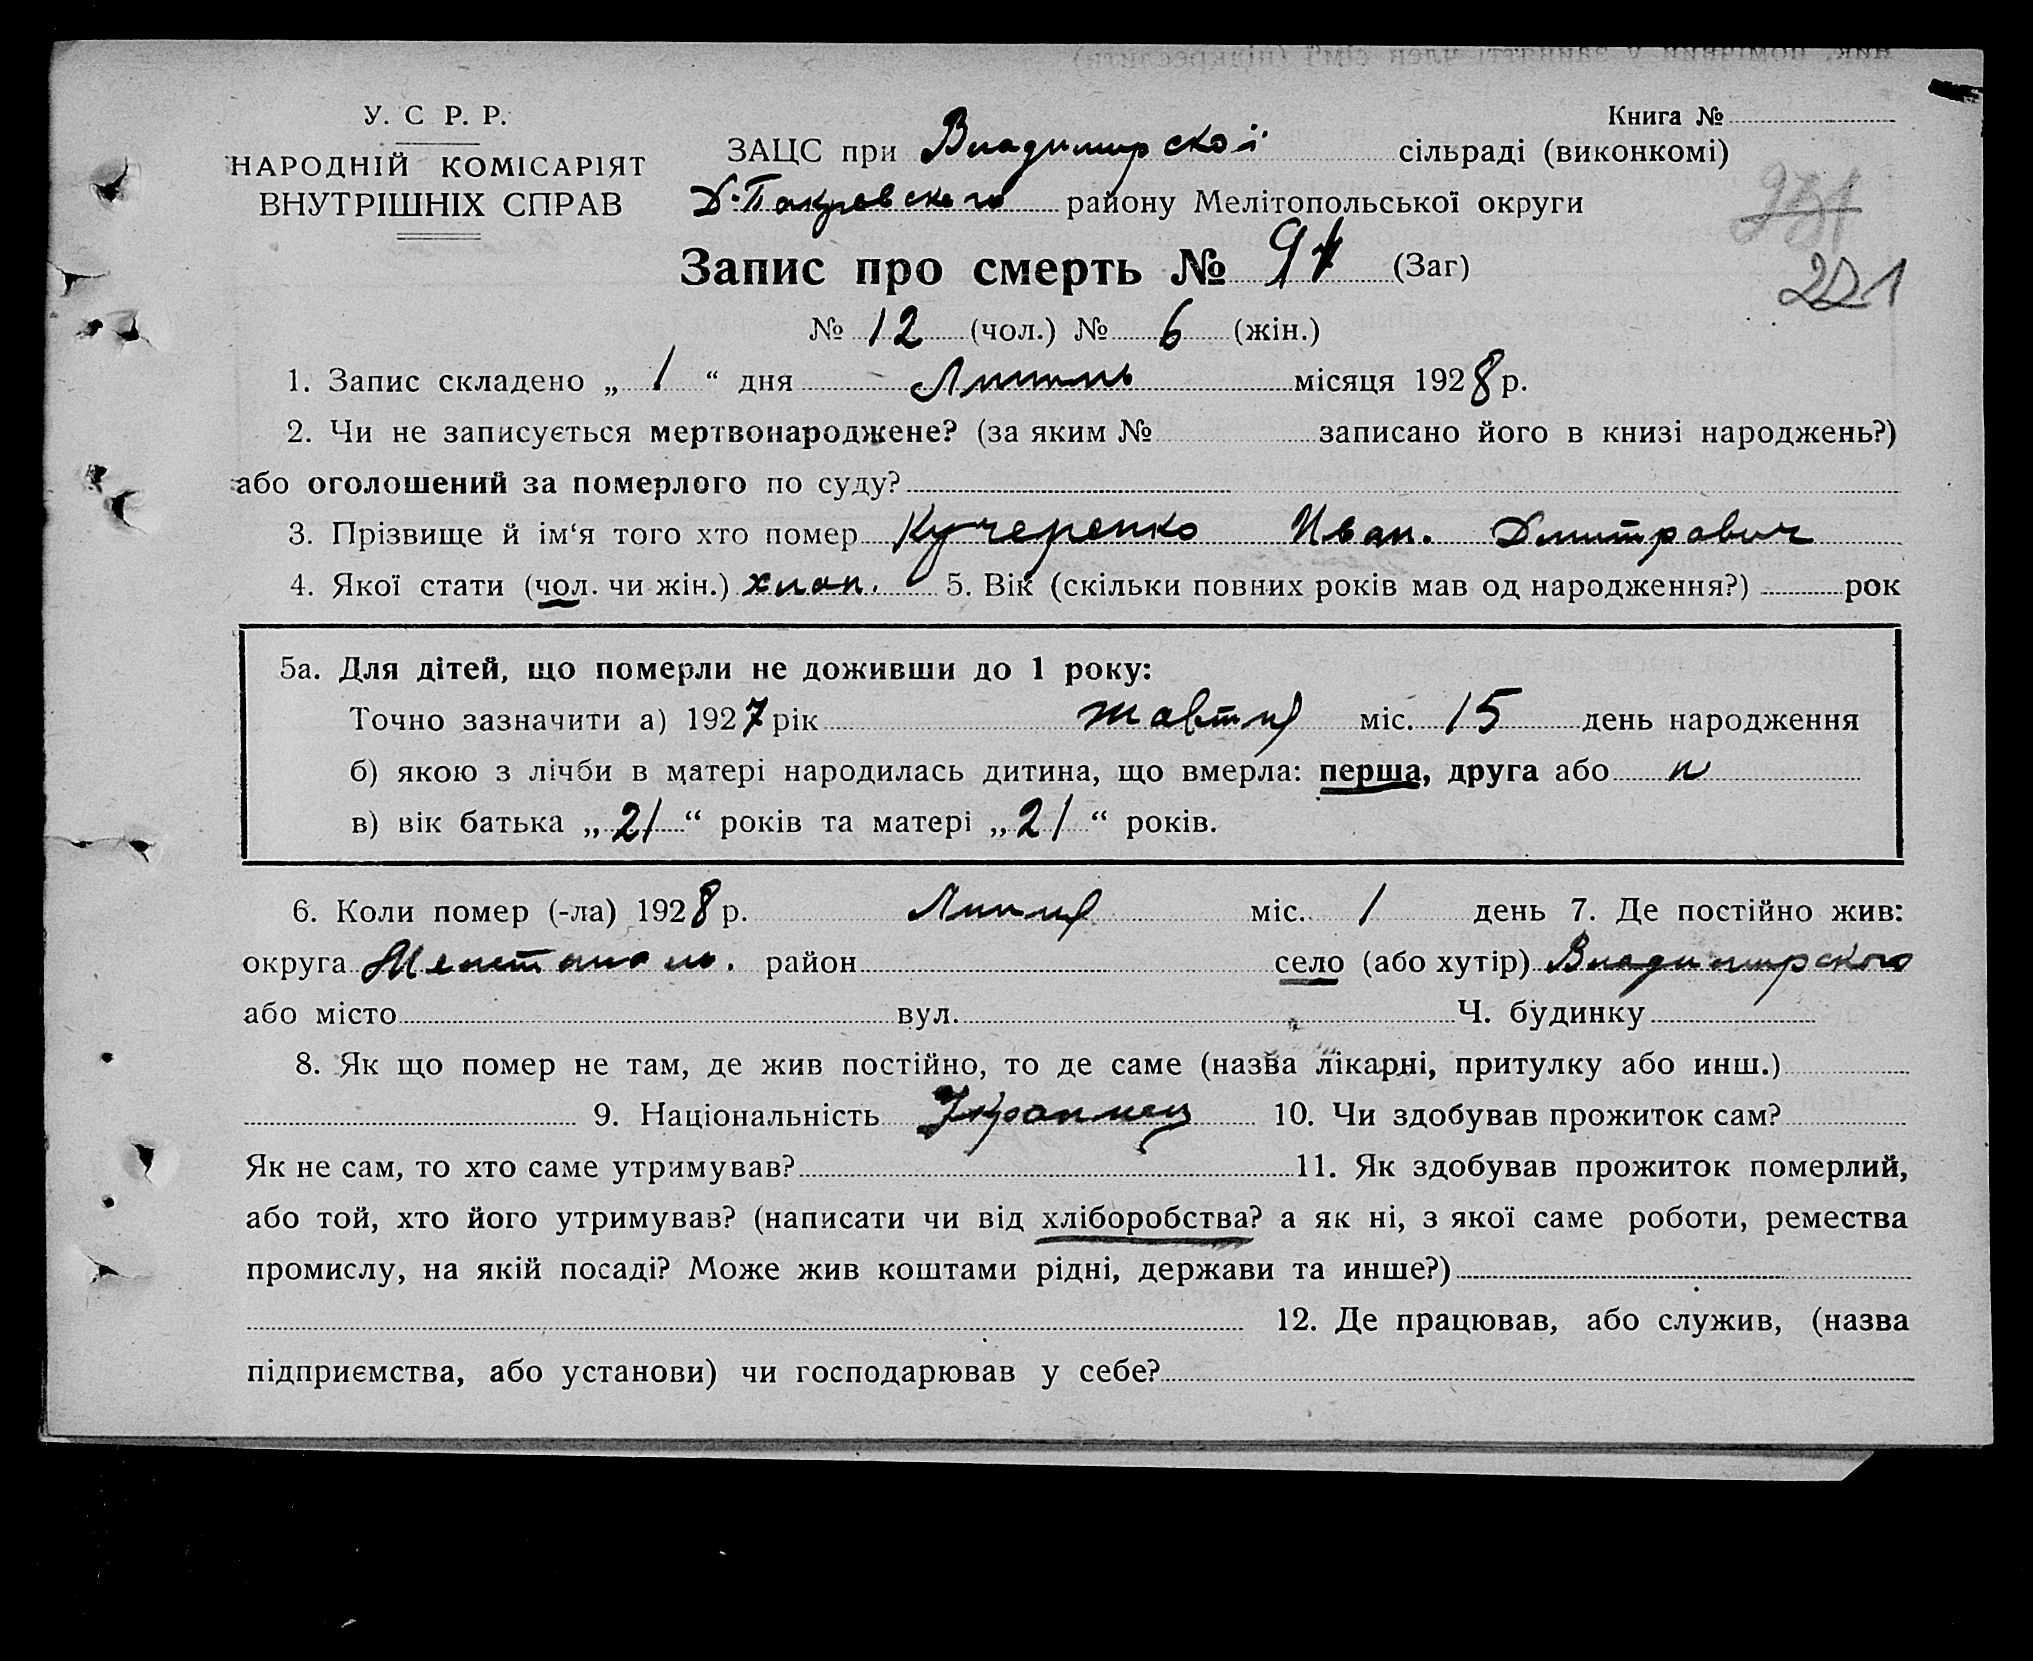 У. С Р. Р.
НАРОДНІЙ КОМІСАРІЯТ
ВНУТРІШНІХ СПРАВ
Книга №
ЗАЦС при Владимирской сільраді (виконкомі)
Д-Покровского району Мелітопольської округи
231
221
Запис про смерть № (Заг)
№ 12 (чол.) № 6 (жін.)
1. Запис складено „ 1 “ дня місяця 1928 р.
2. Чи не записується мертвонароджене? (за яким № записано його в книзі народжень?)
або оголошений за померлого по суду?
3. Прізвище й ім‘я того хто помер Кучеренко Иван. Дмитрович
4. Якої стати (чол. чи жін.) хлоп. 5. Вік (скільки повних років мав од народження?) рок
5а. Для дітей, що померли не доживши до 1 року:
Точно зазначити а) 1927 рік жовтня міс. 15 день народження
б) якою з лічби в матері народилась дитина, що вмерла: перша, друга або
в) вік батька „ 21 “ років та матері „ 21 “ років.
6. Коли помер (-ла) 1928 р. Липня міс. 1 день 7. Де постійно жив:
округа Мелитополь. район село (або хутір) Владимирского
або місто вул. Ч. будинку
8. Як що помер не там, де жив постійно, то де саме (назва лікарні, притулку або инш.)
9. Національність Украинец 10. Чи здобував прожиток сам?
Як не сам, то хто саме утримував? 11. Як здобував прожиток померлий,
або той, хто його утримував? (написати чи від хліборобства? а як ні, з якої саме роботи, ремества
промислу, на якій посаді? Може жив коштами рідні, держави та инше?)
12. Де працював, або служив, (назва
підприємства, або установи) чи господарював у себе?